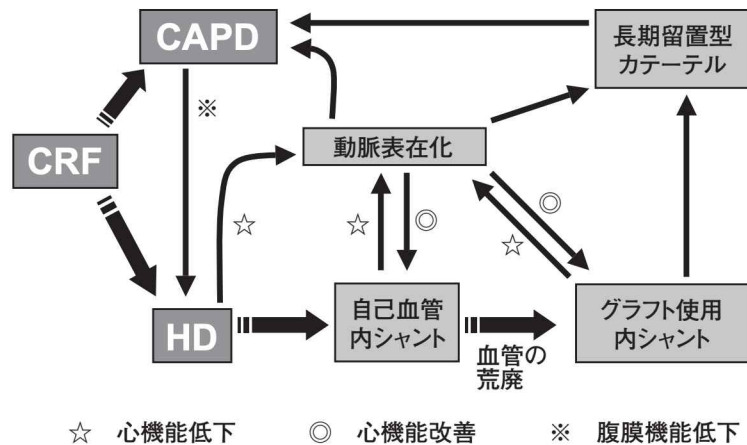 CAPD
長期留置型
カテーテル
※
CRF
動脈表在化
☆
☆
◎
◎
☆
HD
自己血管
内シャント
グラフト使用
内シャント
血管の
荒廃
☆ 心機能低下 ◎ 心機能改善 ※ 腹膜機能低下